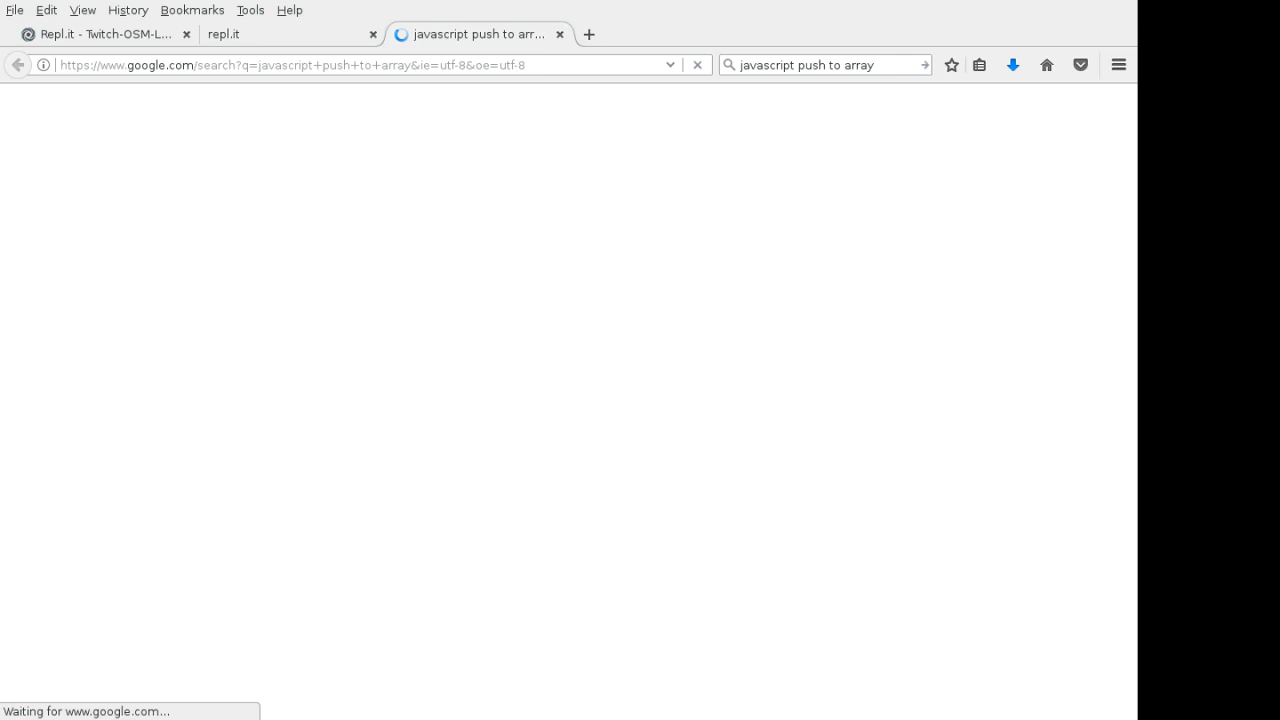 File Edit View History Bookmarks Tools Help
Repl.it - Twitch-OSM-L... repl.it javascript push to arr...
https://www.google.com/search?q=javascript+push+to+array&ie=utf-8&oe=utf-8 javascript push to array
Waiting for www.google.com...